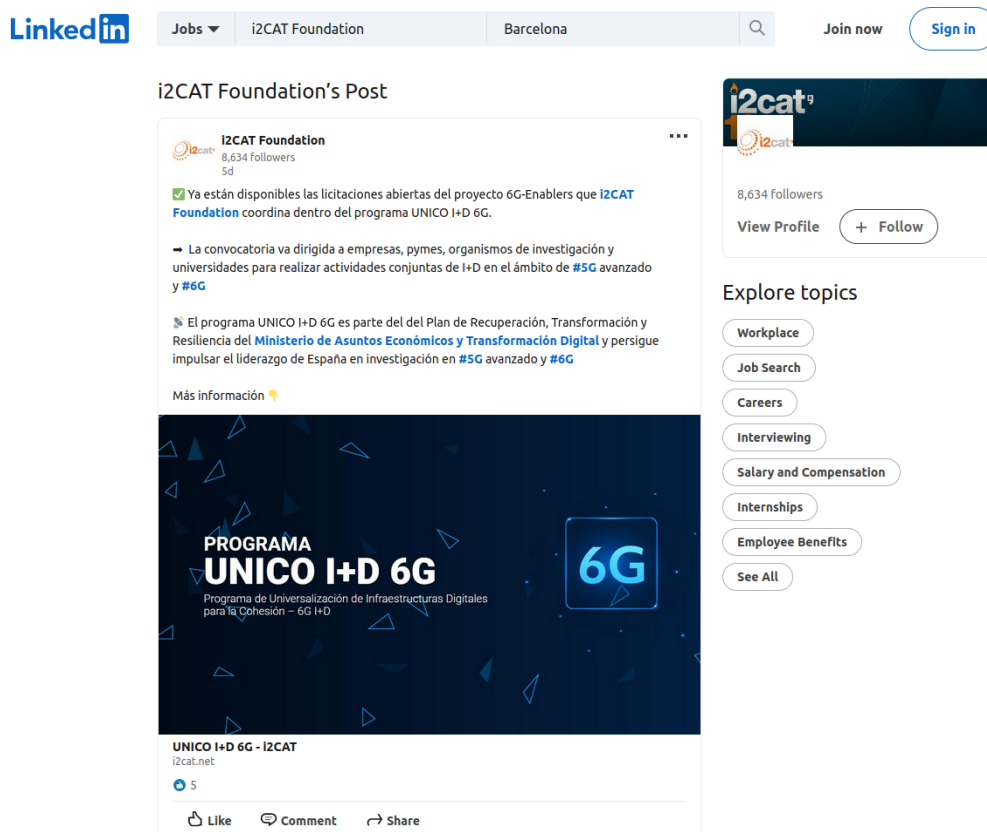 Linked in
Jobs
i2CAT Foundation
Barcelona
Join now
Sign in
i2CAT Foundation's Post
i2cat
i2CAT Foundation
8,634 followers
5d
Ya están disponibles las licitaciones abiertas del proyecto 6G-Enablers que i2CAT
Foundation coordina dentro del programa UNICO I+D 6G.
La convocatoria va dirigida a empresas, pymes, organismos de investigación y
universidades para realizar actividades conjuntas de I+D en el ámbito de #5G avanzado
y #6G
El programa UNICO I+D 6G es parte del del Plan de Recuperación, Transformación y
Resiliencia del Ministerio de Asuntos Económicos y Transformación Digital y persigue
impulsar el liderazgo de España en investigación en #5G avanzado y #6G
Más información
PROGRAMA
UNICO I+D 6G
Programa de Universalización de Infraestructuras Digitales
para la Cohesión – 6G I+D
6G
UNICO I+D 6G - i2CAT
i2cat.net
5
Like
Comment
Share
i2cat
i2cat
8,634 followers
View Profile
+ Follow
Explore topics
Workplace
Job Search
Careers
Interviewing
Salary and Compensation
Internships
Employee Benefits
See All